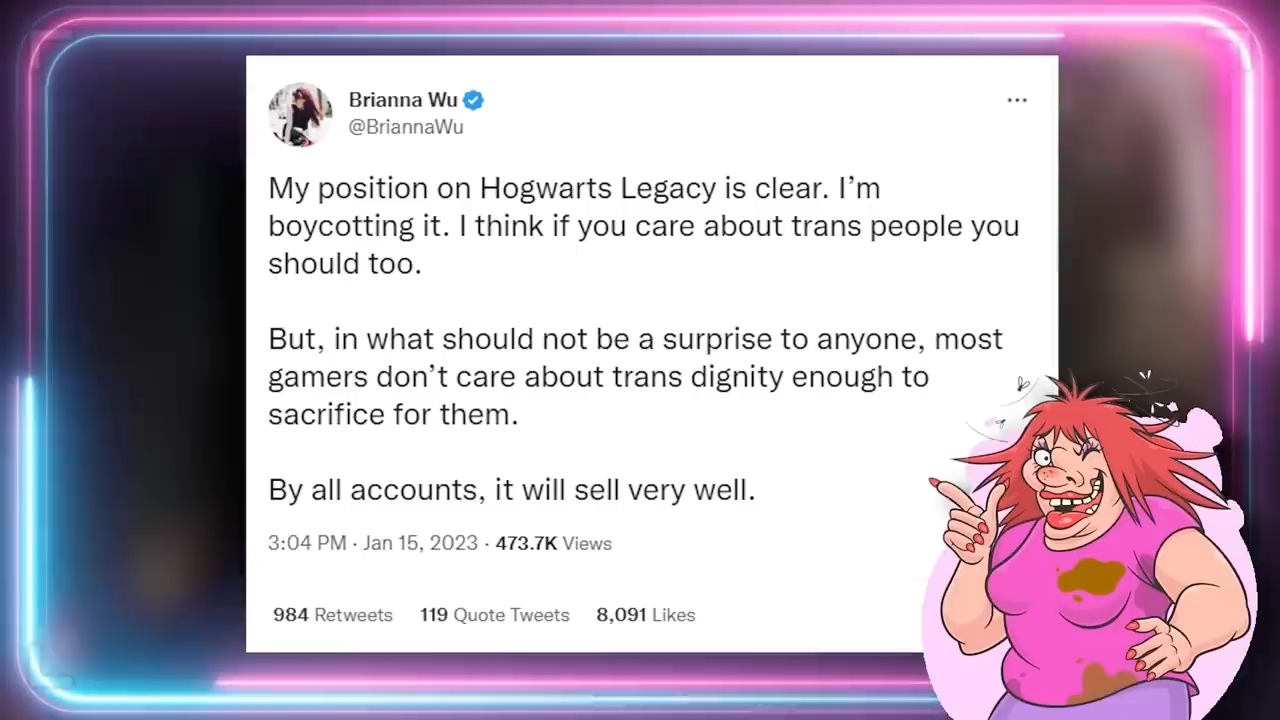 Brianna Wu
@BriannaWu
My position on Hogwarts Legacy is clear. I’m
boycotting it. I think if you care about trans people you
should too.
But, in what should not be a surprise to anyone, most
gamers don’t care about trans dignity enough to
sacrifice for them.
By all accounts, it will sell very well.
3:04 PM · Jan 15, 2023 · 473.7K Views
984 Retweets 119 Quote Tweets 8,091 Likes